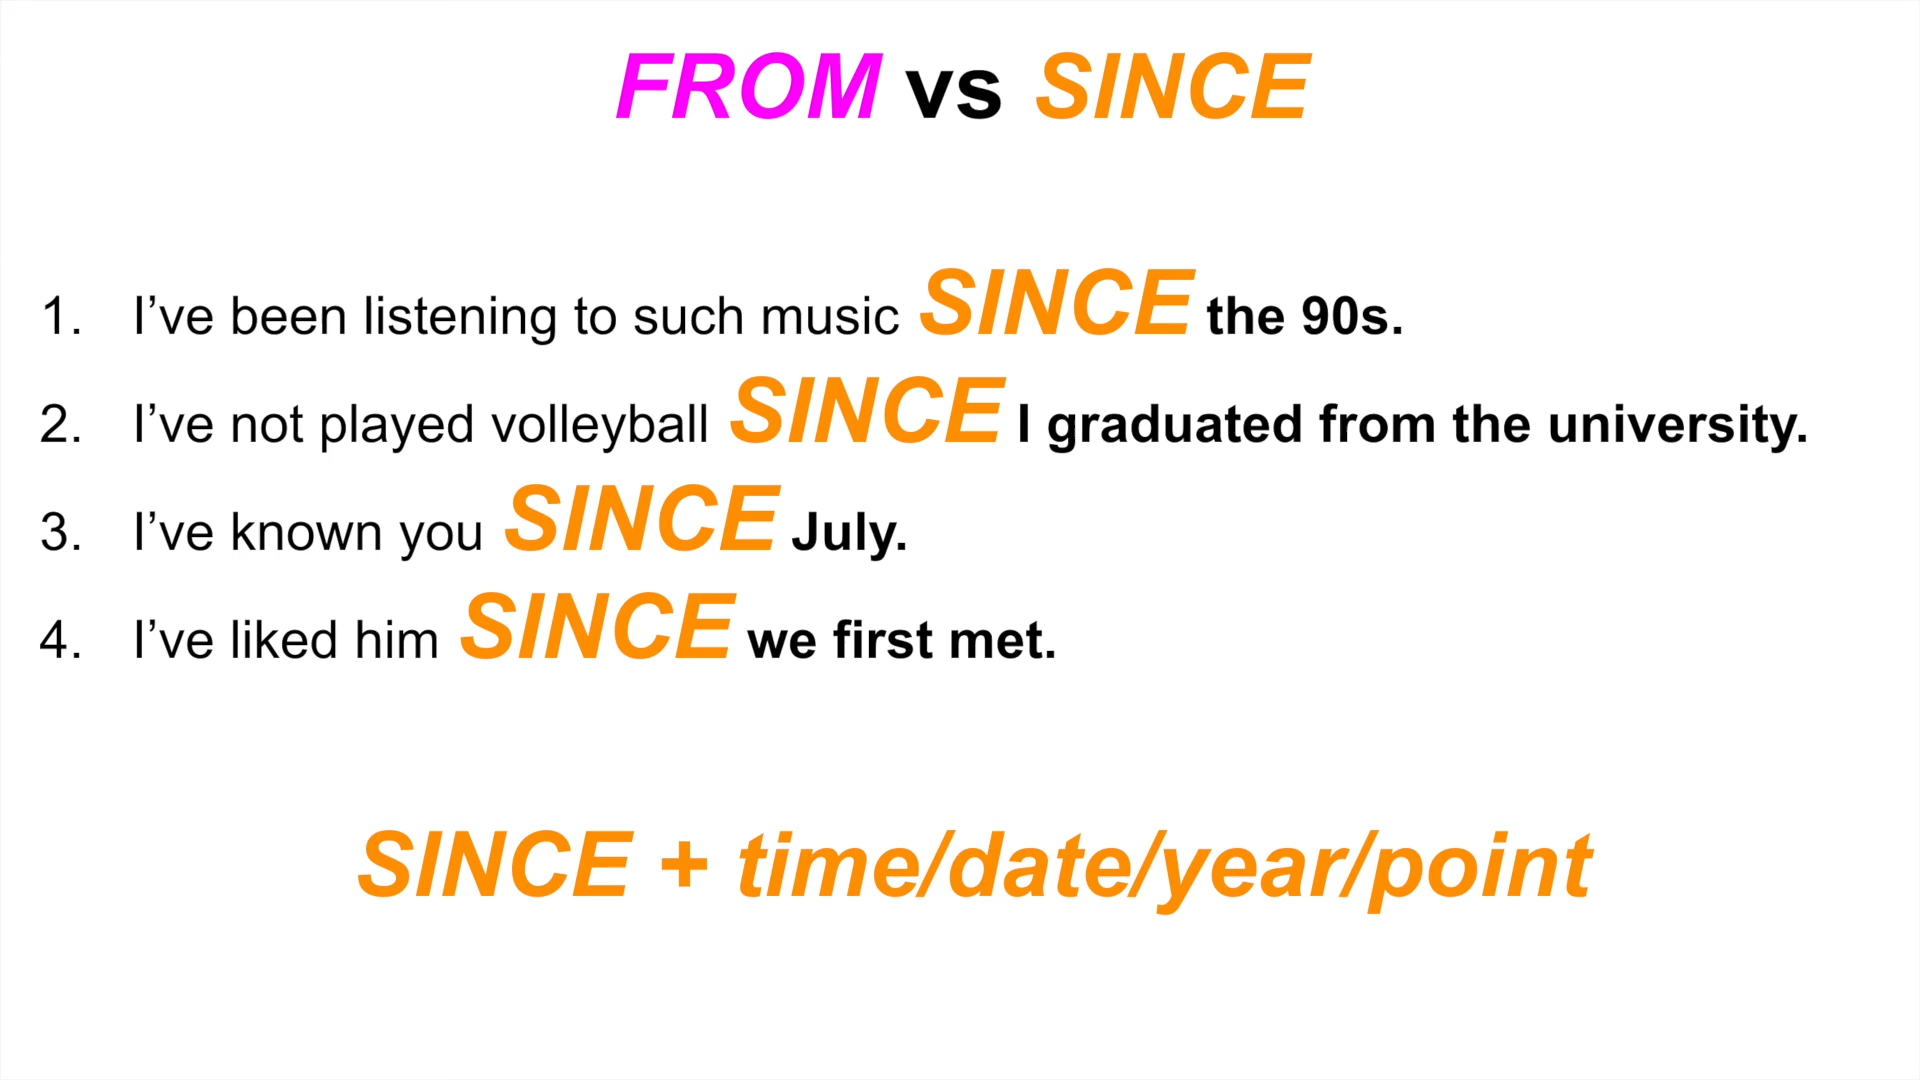 FROM vs SINCE
1. I’ve been listening to such music SINCE the 90s.
2. I’ve not played volleyball SINCE I graduated from the university.
3. I’ve known you SINCE July.
4. I’ve liked him SINCE we first met.
SINCE + time/date/year/point